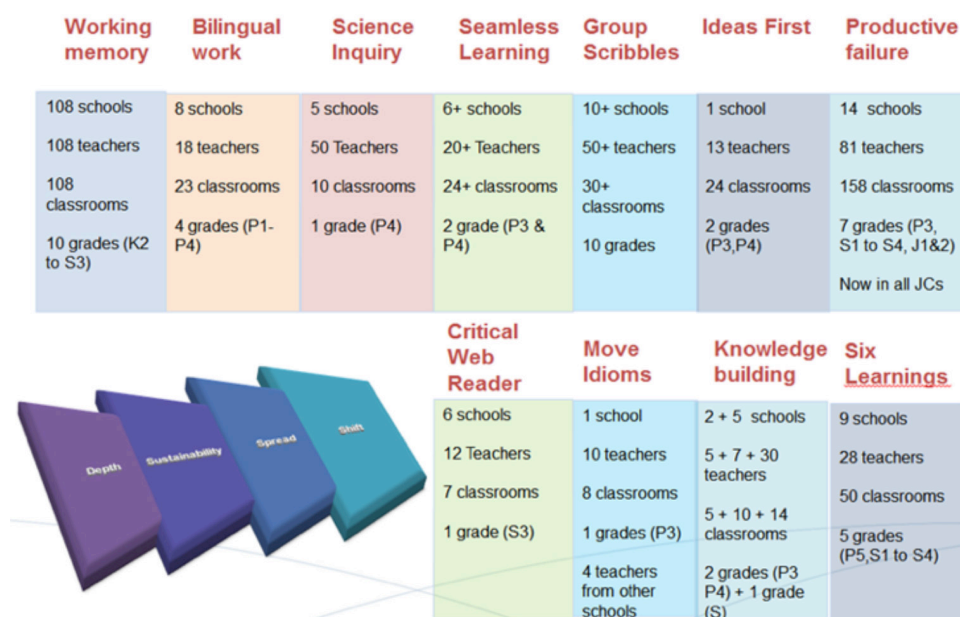 Working
memory
108 schools
108 teachers
108
classrooms
10 grades (K2
to S3)
Bilingual
work
8 schools
18 teachers
23 classrooms
4 grades (P1-
P4)
Science
Inquiry
5 schools
50 Teachers
10 classrooms
1 grade (P4)
Seamless
Learning
6+ schools
20+ Teachers
24+ classrooms
2 grade (P3 &
P4)
Group
Scribbles
10+ schools
50+ teachers
30+
classrooms
10 grades
Ideas First
1 school
13 teachers
24 classrooms
2 grades
(P3,P4)
Productive
failure
14 schools
81 teachers
158 classrooms
7 grades (P3,
S1 to S4, J1&2)
Now in all JCs
Depth
Sustainability
Spread
Shift
Critical
Web
Reader
6 schools
12 Teachers
7 classrooms
1 grade (S3)
Move
Idioms
1 school
10 teachers
8 classrooms
1 grades (P3)
4 teachers
from other
schools
Knowledge
building
2 + 5 schools
5 + 7 + 30
teachers
5 + 10 + 14
classrooms
2 grades (P3
P4) + 1 grade
(S)
Six
Learnings
9 schools
28 teachers
50 classrooms
5 grades
(P5,S1 to S4)